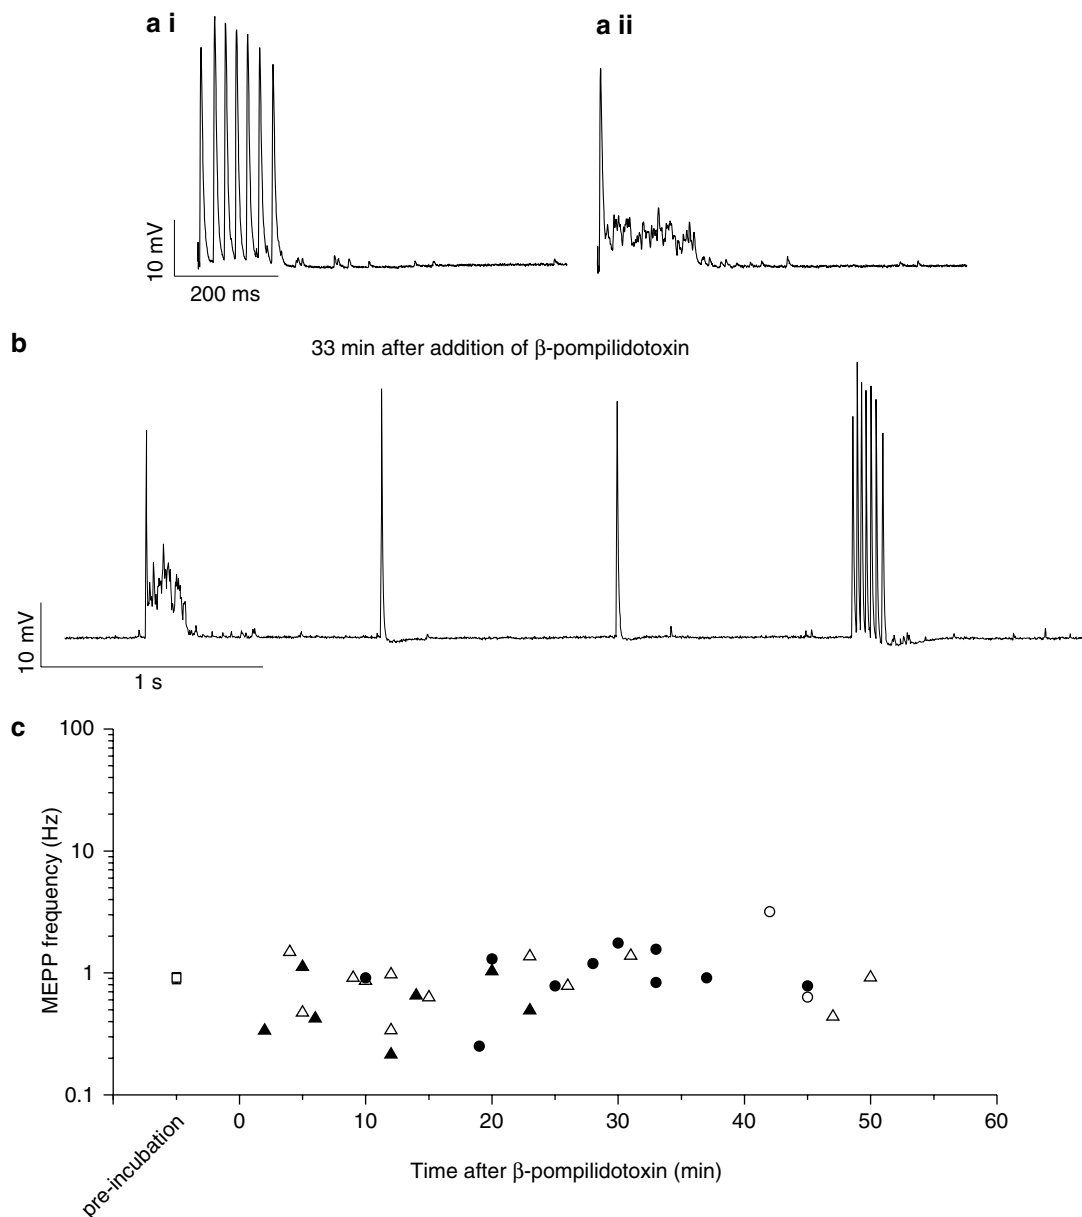 a i
a ii
10 mV
200 ms
b
33 min after addition of β-pompilidotoxin
10 mV
1 s
c
100
10
1
0.1
MEPP frequency (Hz)
pre-incubation
0
10
20
30
40
50
60
Time after β-pompilidotoxin (min)